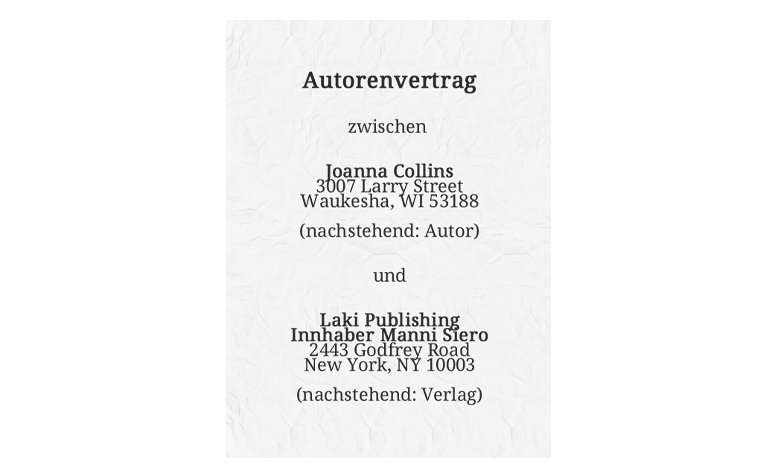 Autorenvertrag
zwischen
Joanna Collins
3007 Larry Street
Waukesha, WI 53188
(nachstehend: Autor)
und
Laki Publishing
Innhaber Manni Siero
2443 Godfrey Road
New York, NY 10003
(nachstehend: Verlag)